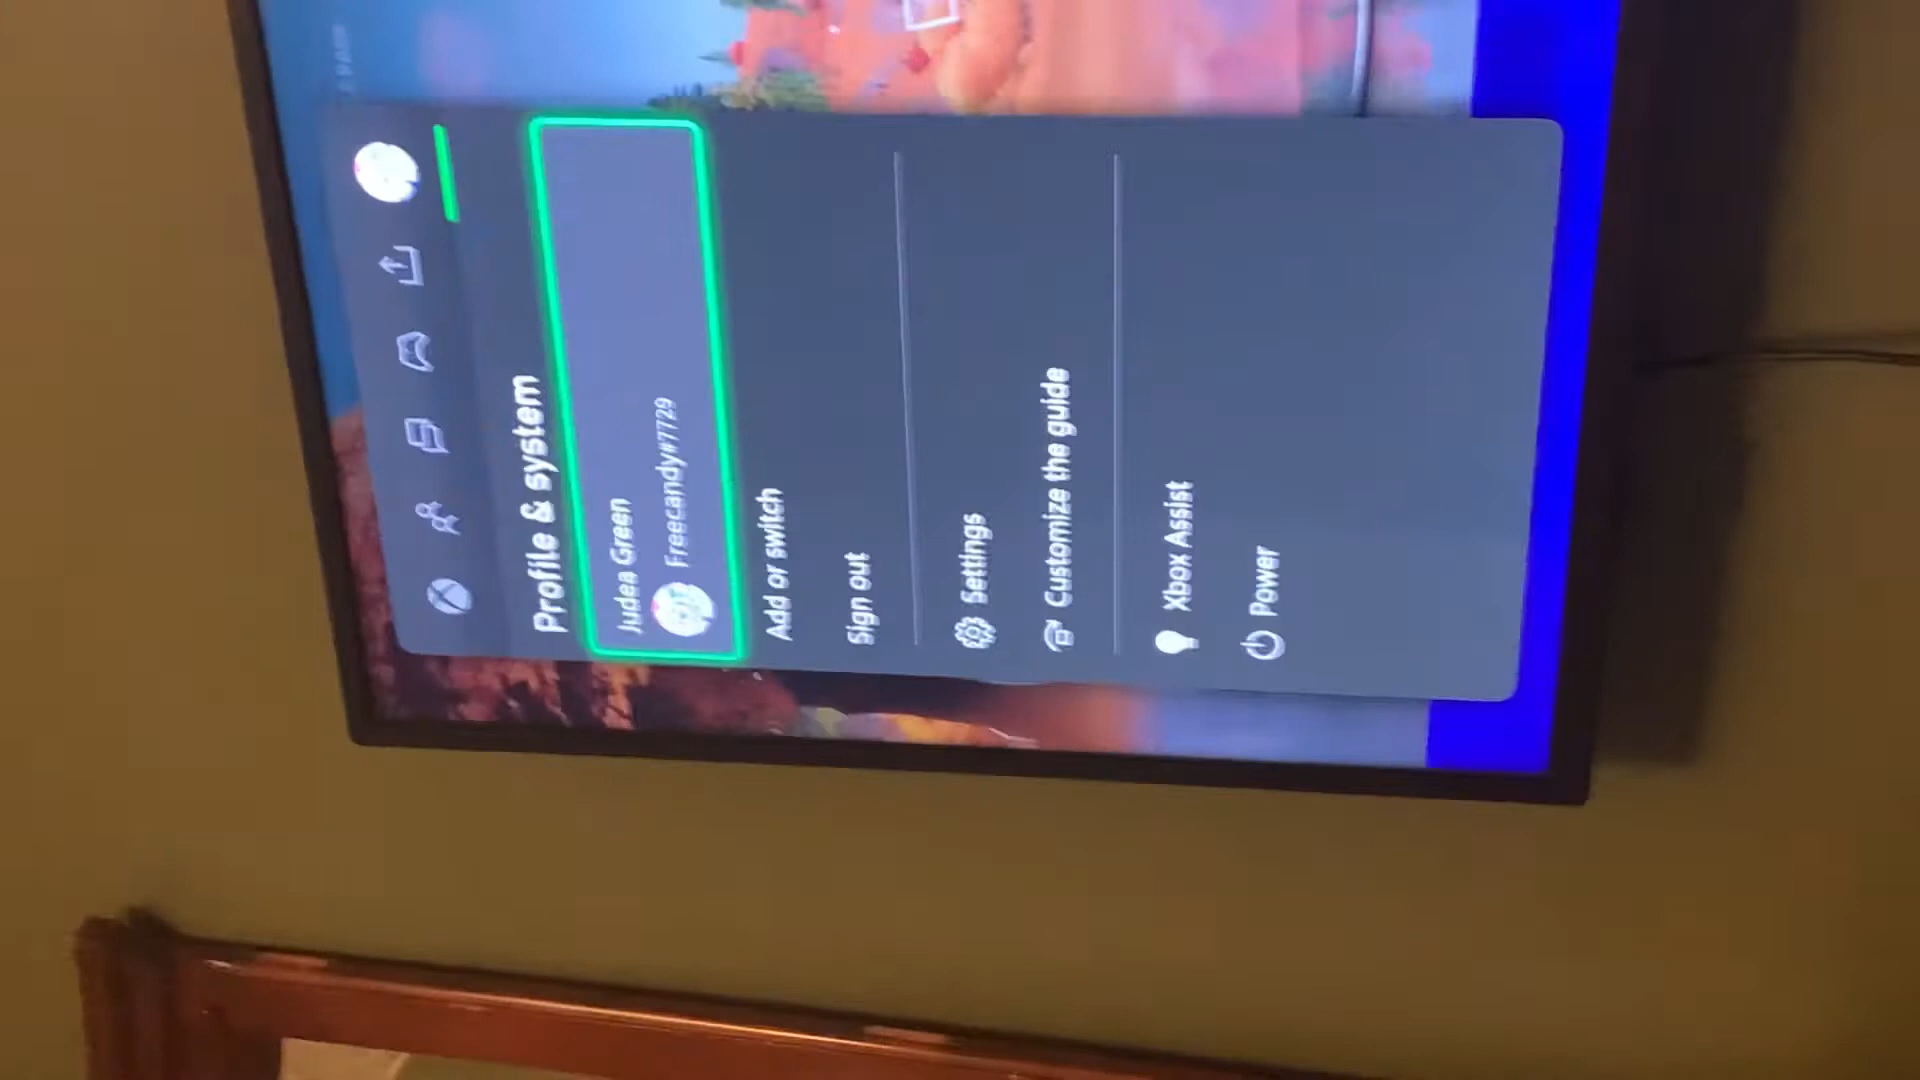 Profile & system
Judea Green
Freecandy#7729
Add or switch
Sign out
Settings
Customize the guide
Xbox Assist
Power